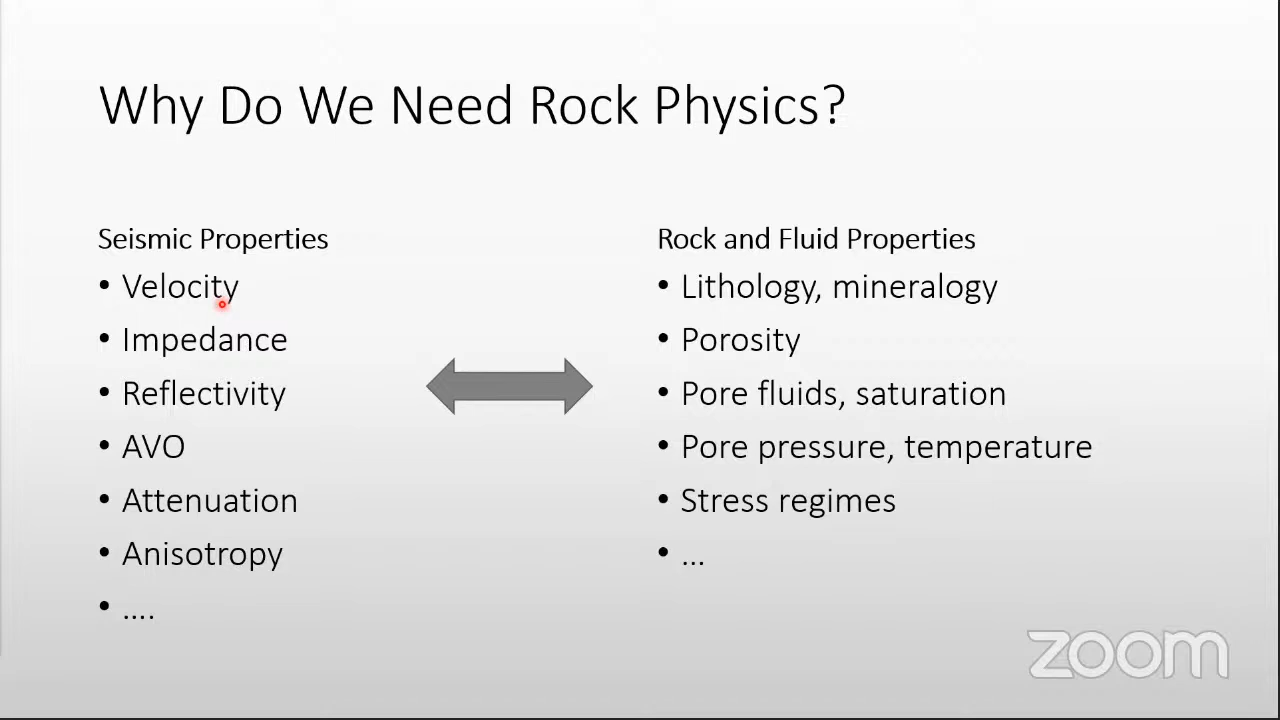 Why Do We Need Rock Physics?
Seismic Properties
• Velocity
• Impedance
• Reflectivity
• AVO
• Attenuation
• Anisotropy
• ....
Rock and Fluid Properties
• Lithology, mineralogy
• Porosity
• Pore fluids, saturation
• Pore pressure, temperature
• Stress regimes
• ...
zoom